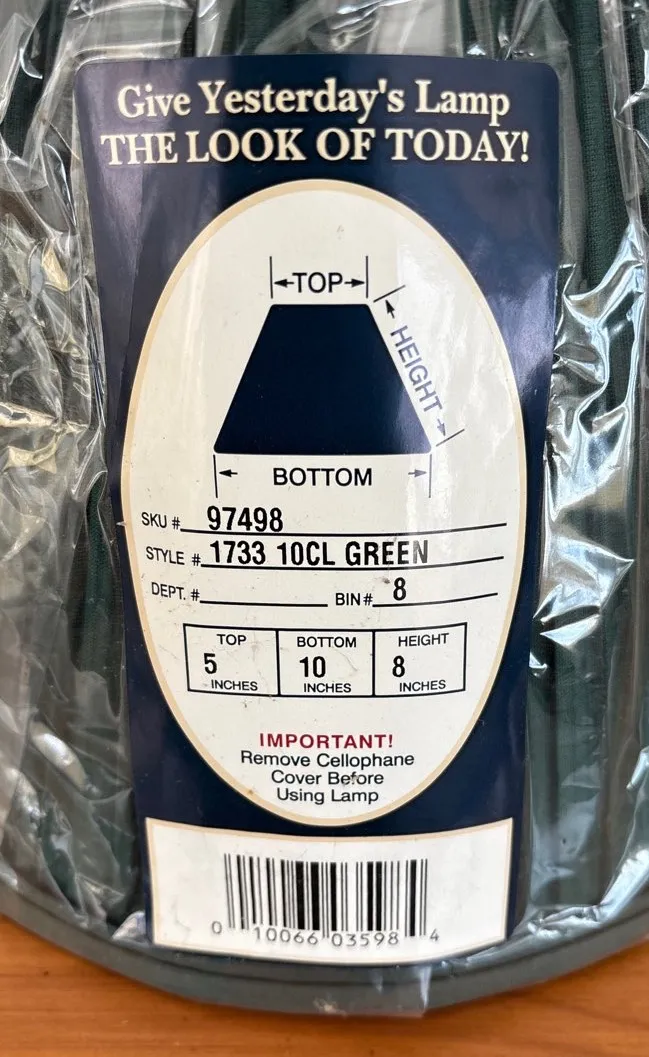 Give Yesterday's Lamp
THE LOOK OF TODAY!
TOP
HEIGHT
BOTTOM
SKU # 97498
STYLE # 1733 10CL GREEN
DEPT. # BIN # 8
TOP BOTTOM HEIGHT
5 10 8
INCHES INCHES INCHES
IMPORTANT!
Remove Cellophane
Cover Before
Using Lamp
0 10066 03598 4